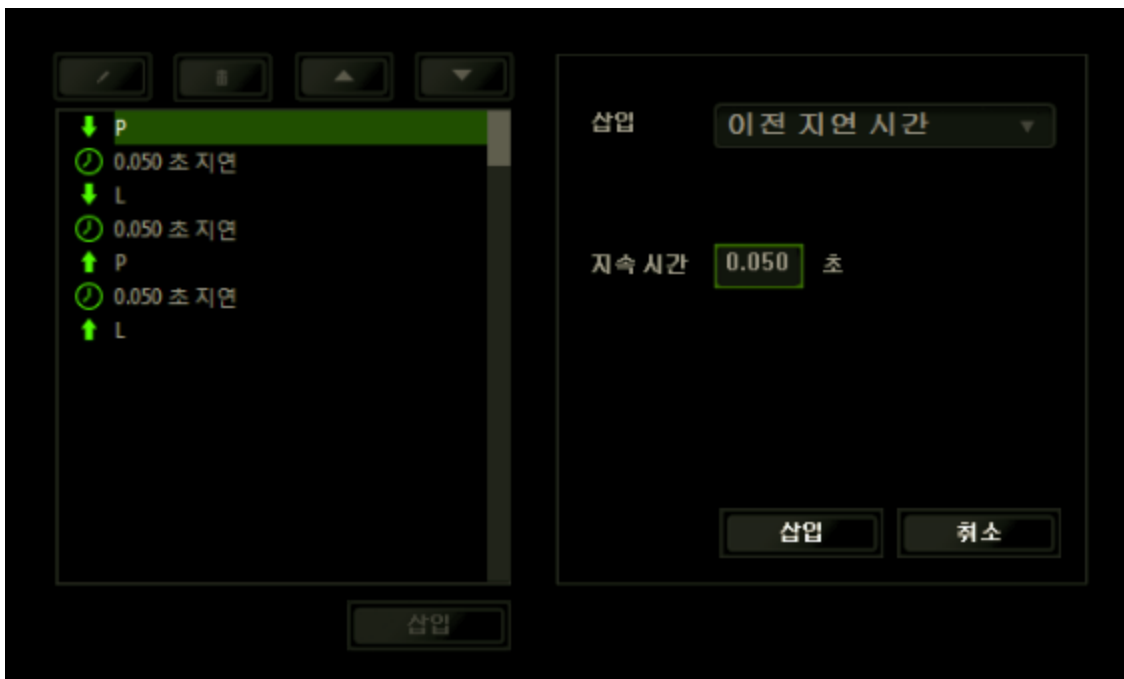 P
0.050 초 지연
L
0.050 초 지연
P
0.050 초 지연
L
삽입
삽입 이전 지연 시간
지속 시간 0.050 초
삽입 취소